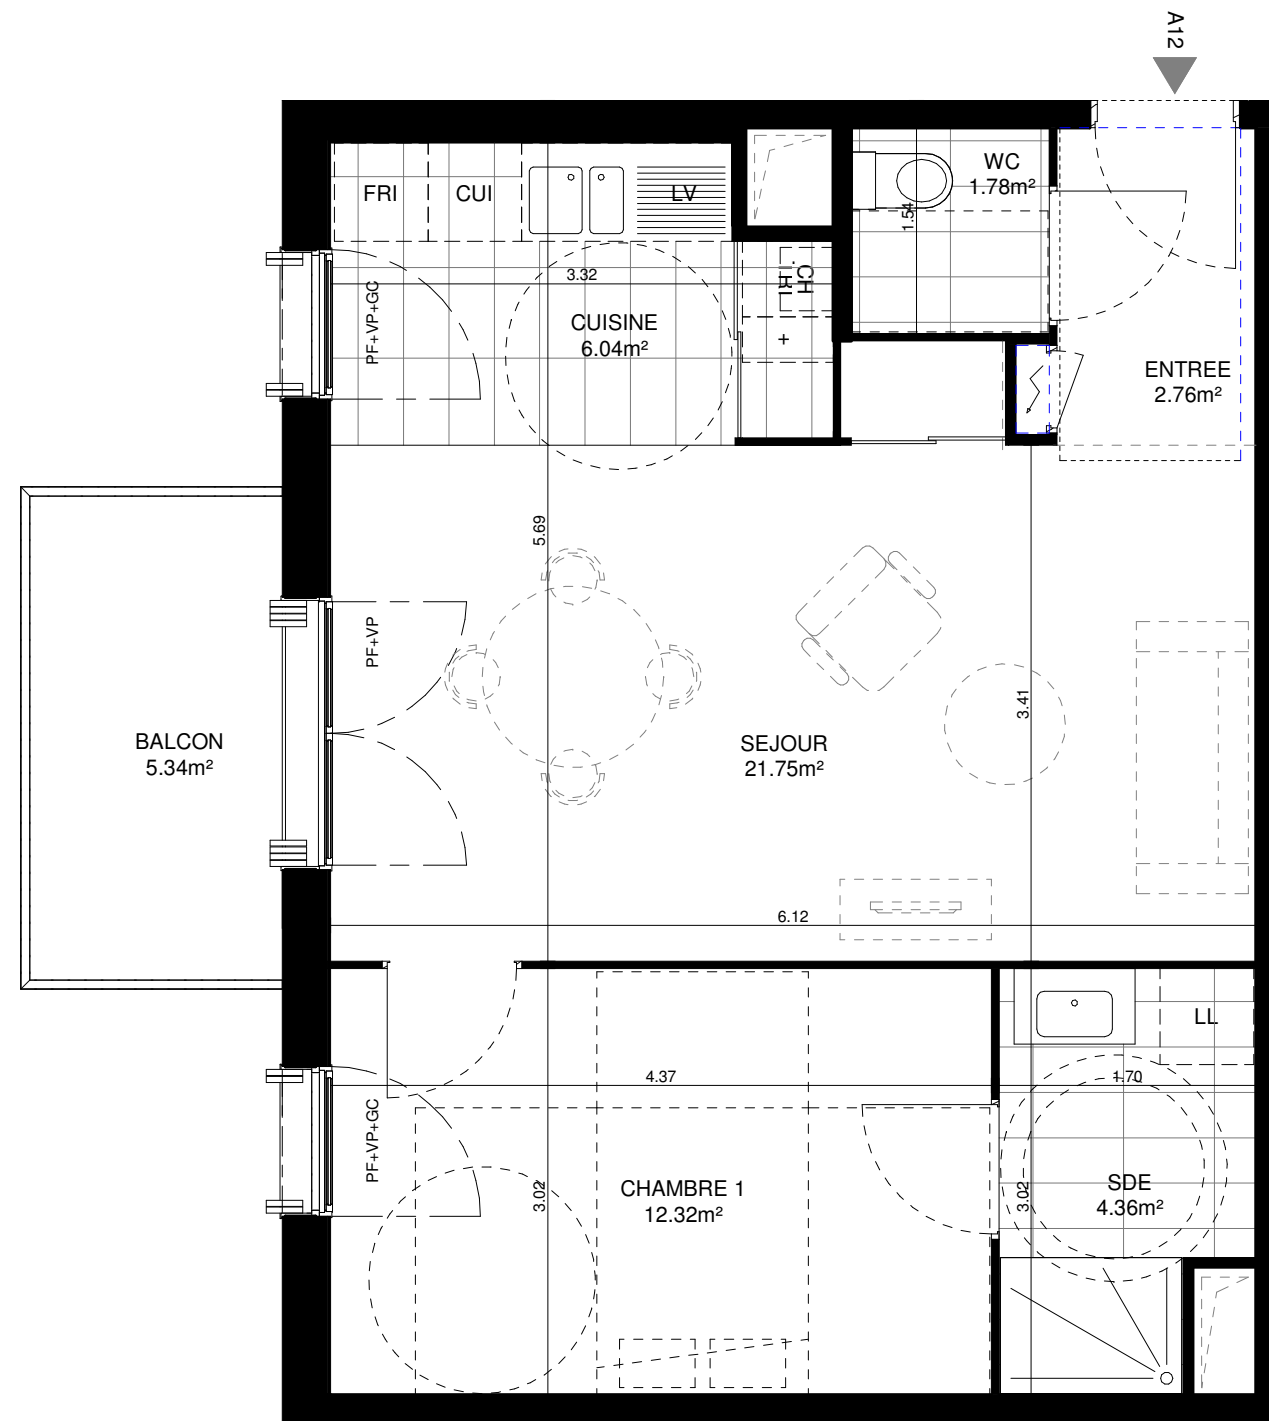 A12
WC
1.78m²
FRI
CUI
LV
1.54
CH
3.32
CUISINE
6.04m²
PF+VP+GC
+
ENTREE
2.76m²
5.69
PF+VP
3.41
BALCON
5.34m²
SEJOUR
21.75m²
6.12
LL
4.37
1.70
PF+VP+GC
CHAMBRE 1
12.32m²
3.02
3.02
SDE
4.36m²